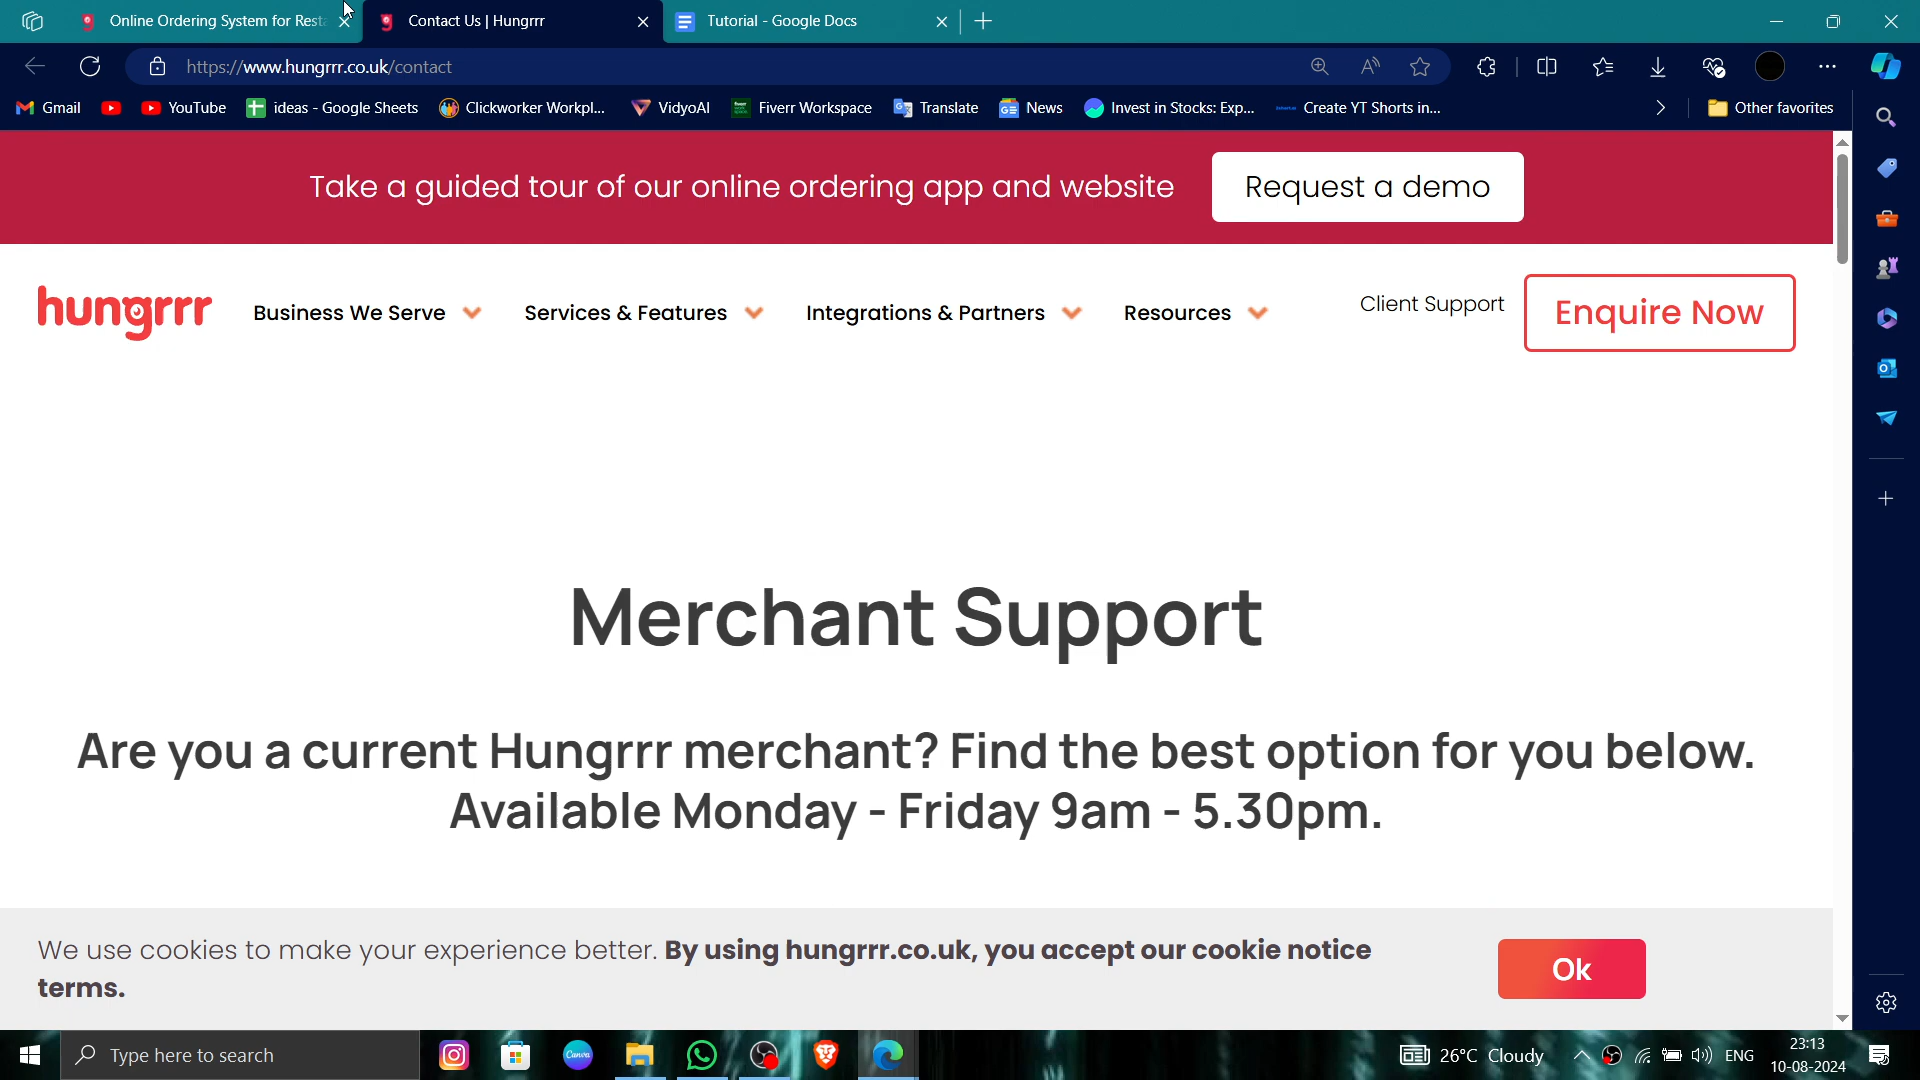 Online Ordering System for Resta
Contact Us | Hungrrr
Tutorial - Google Docs
https://www.hungrrr.co.uk/contact
Gmail
YouTube
ideas - Google Sheets
Clickworker Workpl...
VidyoAI
Fiverr Workspace
Translate
News
Invest in Stocks: Exp...
Create YT Shorts in...
Other favorites
Take a guided tour of our online ordering app and website
Request a demo
hungrrr
Business We Serve
Services & Features
Integrations & Partners
Resources
Client Support
Enquire Now
Merchant Support
Are you a current Hungrrr merchant? Find the best option for you below.
Available Monday - Friday 9am - 5.30pm.
We use cookies to make your experience better. By using hungrrr.co.uk, you accept our cookie notice
terms.
Ok
Type here to search
Canva
26°C Cloudy
ENG
23:13
10-08-2024